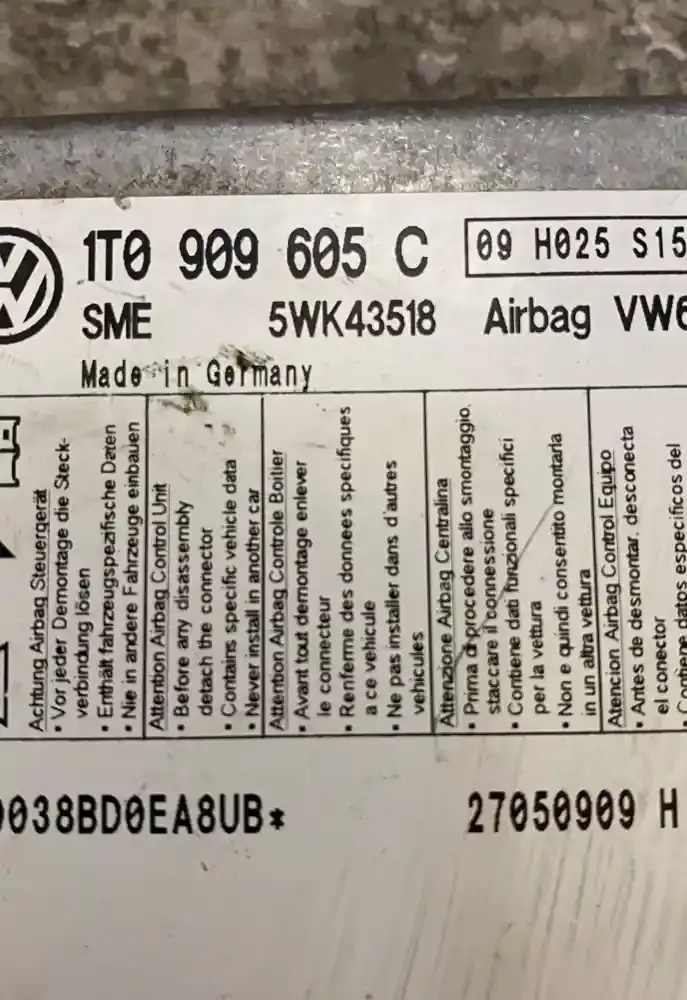 1T0 909 605 C
09 H025 S15
SME 5WK43518 Airbag VW6
Made in Germany
Achtung Airbag Steuergerät
• Vor jeder Demontage die Steck-
verbindung lösen
• Enthält fahrzeugspezifische Daten
• Nie in andere Fahrzeuge einbauen
Attention Airbag Control Unit
• Before any disassembly
detach the connector
• Contains specific vehicle data
• Never install in another car
Attention Airbag Controle Boitier
• Avant tout demontage enlever
le connecteur
• Renferme des donnees specifiques
a ce vehicule
• Ne pas installer dans d'autres
vehicules
Attenzione Airbag Centralina
• Prima di procedere allo smontaggio,
staccare il connessione
• Contiene dati funzionali specifici
per la vettura
• Non e quindi consentito montarla
in un altra vettura
Atencion Airbag Control Equipo
• Antes de desmontar, desconecta
el conector
• Contiene datos especificos del
038BD0EA8UB*
27050909 H